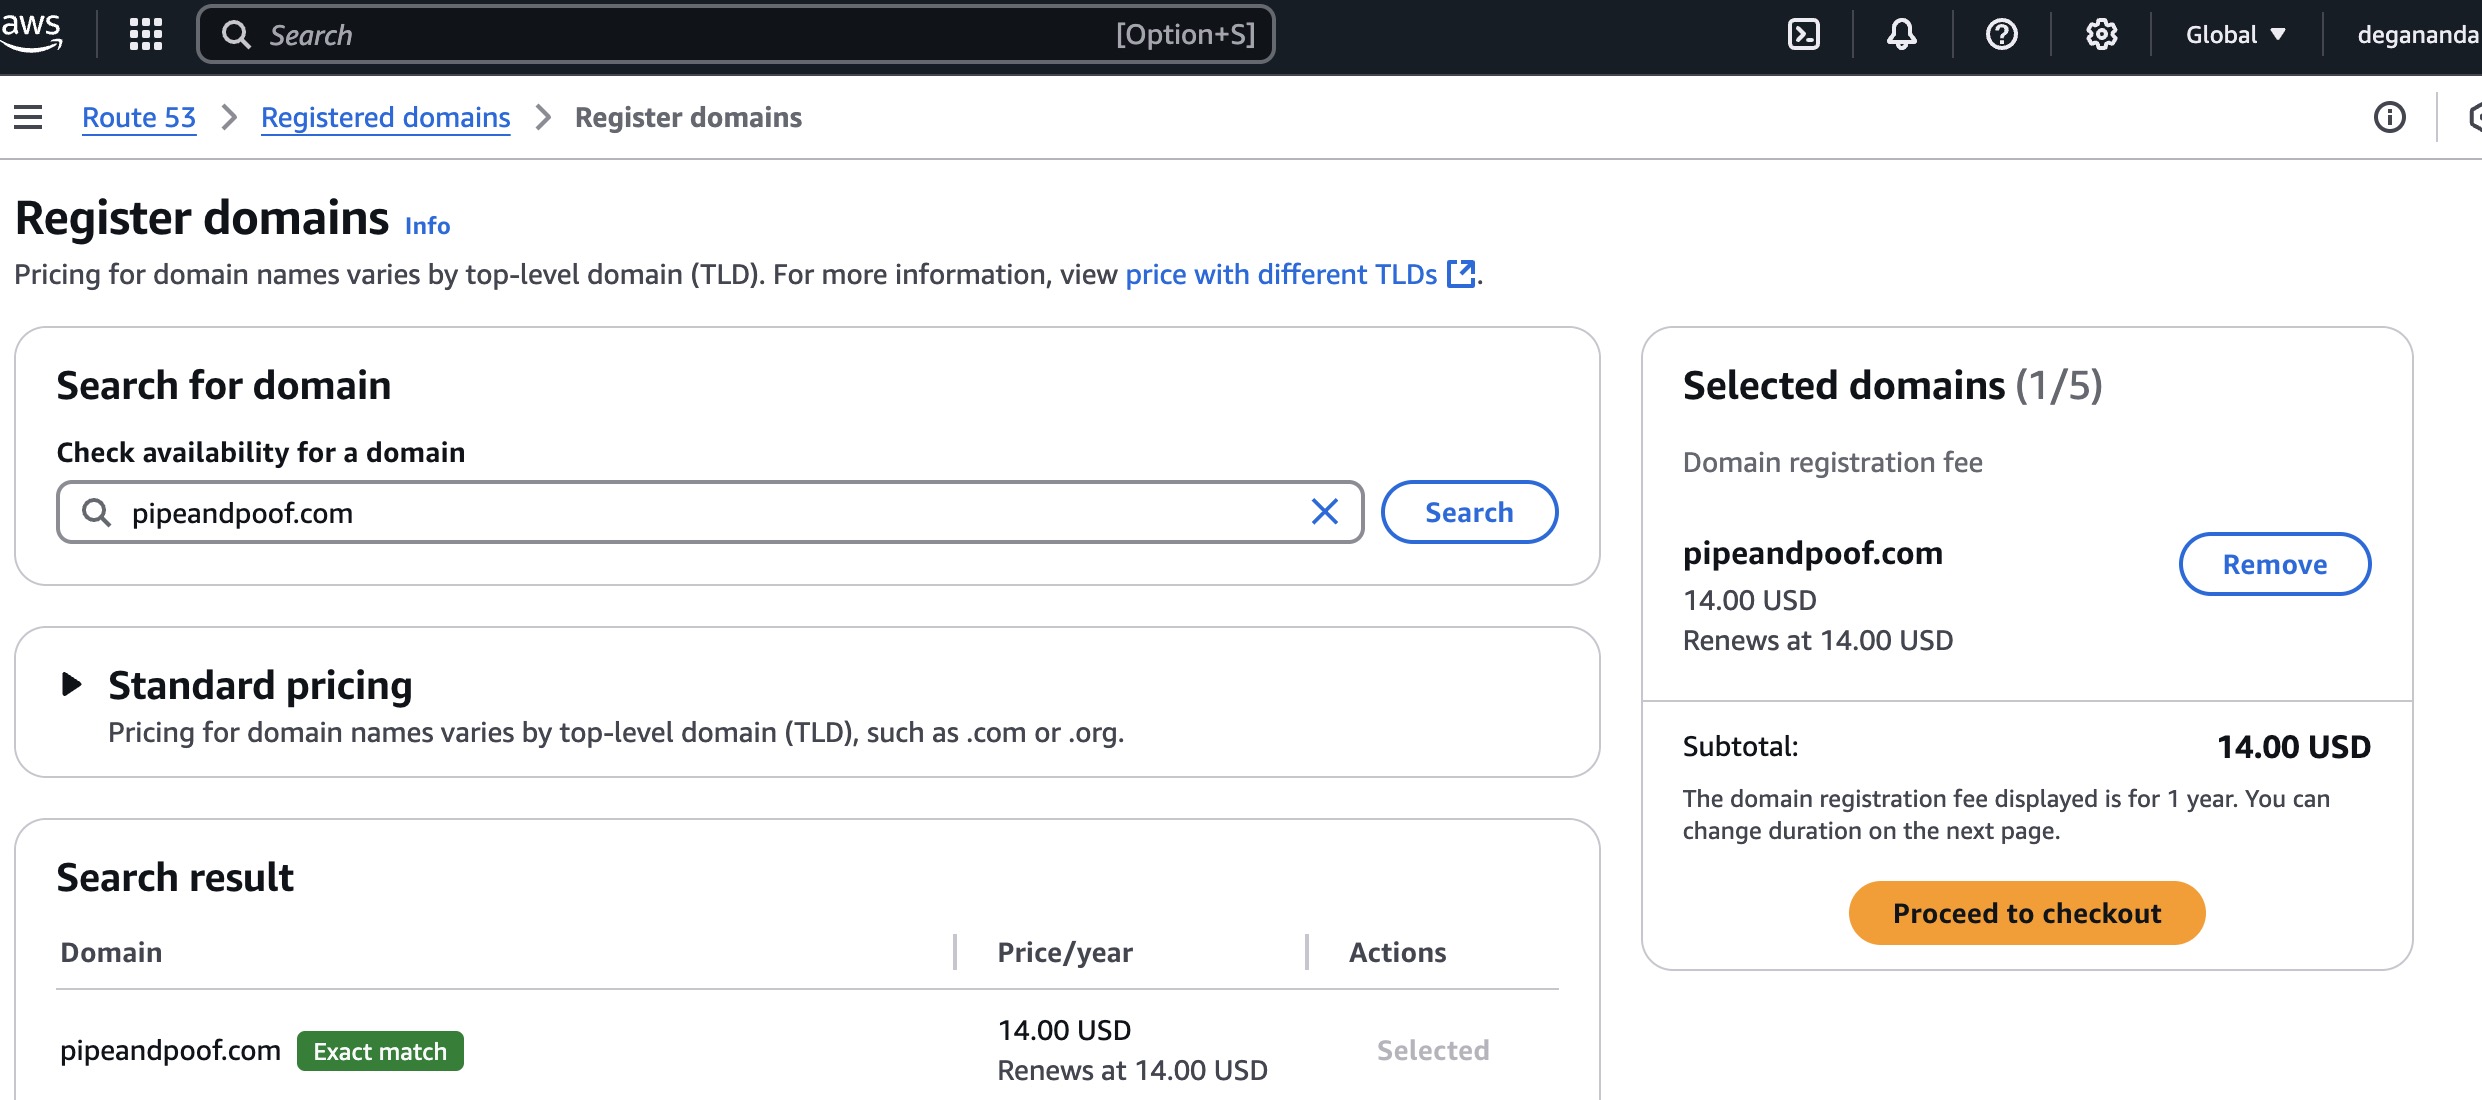 aws
Search [Option+S]
Global
degananda
Route 53 > Registered domains > Register domains
Register domains Info
Pricing for domain names varies by top-level domain (TLD). For more information, view price with different TLDs.
Search for domain
Check availability for a domain
pipeandpoof.com
Search
Standard pricing
Pricing for domain names varies by top-level domain (TLD), such as .com or .org.
Search result
Domain Price/year Actions
pipeandpoof.com Exact match 14.00 USD Selected
Renews at 14.00 USD
Selected domains (1/5)
Domain registration fee
pipeandpoof.com
Remove
14.00 USD
Renews at 14.00 USD
Subtotal: 14.00 USD
The domain registration fee displayed is for 1 year. You can
change duration on the next page.
Proceed to checkout